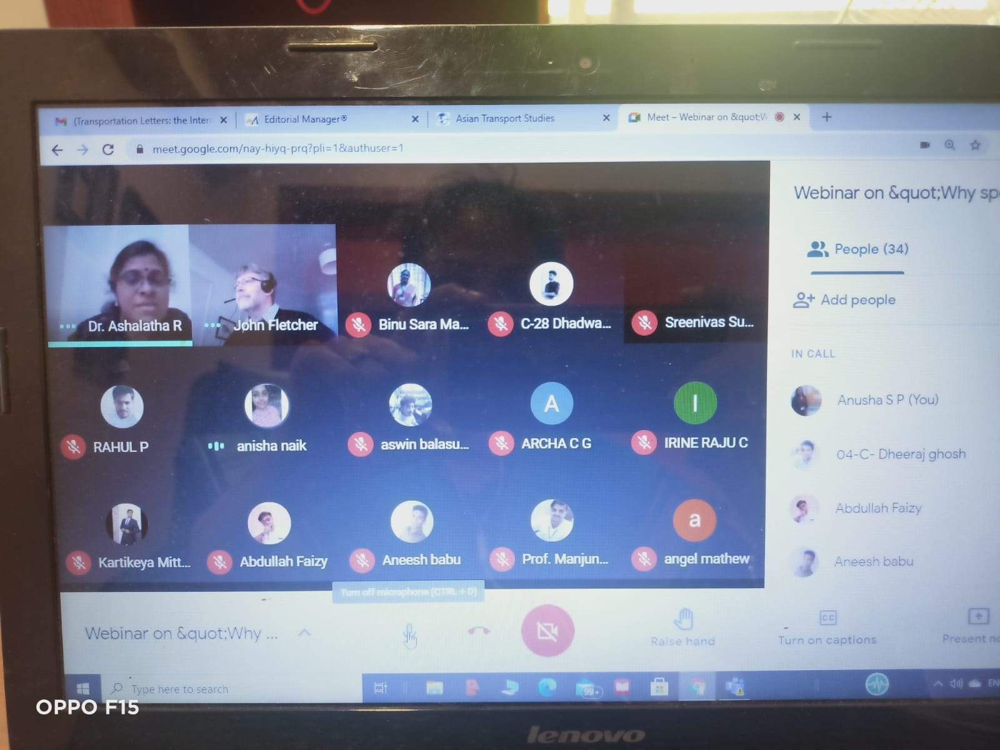 (Transportation Letters: the Inter
Editorial Manager®
Asian Transport Studies
Meet – Webinar on &quot;W
meet.google.com/nay-hiyq-prq?pli=1&authuser=1
Webinar on &quot;Why sp
People (34)
Add people
IN CALL
Anusha S P (You)
04-C- Dheeraj ghosh
Abdullah Faizy
Aneesh babu
Dr. Ashalatha R
John Fletcher
Binu Sara Ma...
C-28 Dhadwa...
Sreenivas Su...
RAHUL P
anisha naik
aswin balasu...
A
ARCHA C G
I
IRINE RAJU C
Kartikeya Mitt...
Abdullah Faizy
Aneesh babu
Prof. Manjun...
a
angel mathew
Turn off microphone (CTRL + D)
Webinar on &quot;Why ...
Raise hand
CC
Turn on captions
Present no
Type here to search
99+
EN
OPPO F15
lenovo